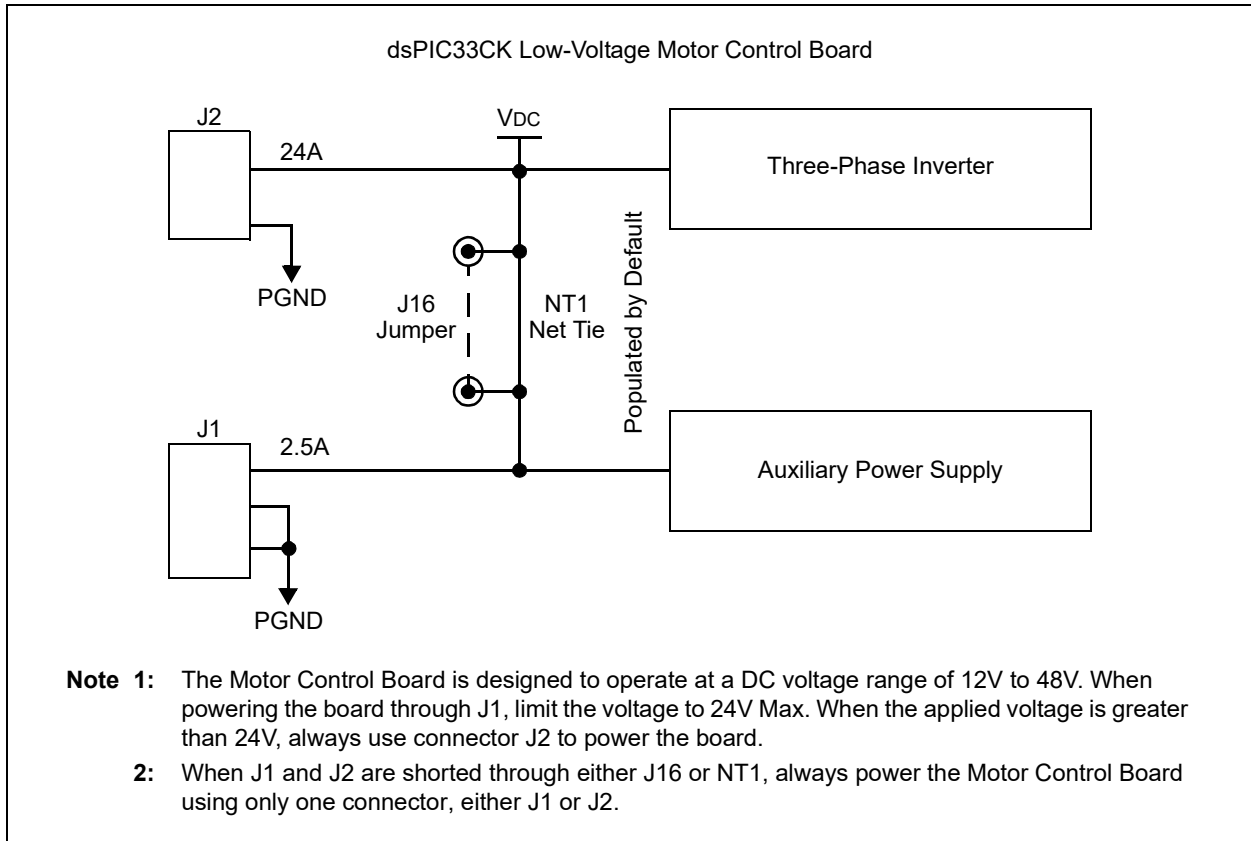 dsPIC33CK Low-Voltage Motor Control Board
J2
VDC
24A
Three-Phase Inverter
PGND
J16
Jumper
NT1
Net Tie
Populated by Default
J1
2.5A
Auxiliary Power Supply
PGND
Note 1: The Motor Control Board is designed to operate at a DC voltage range of 12V to 48V. When
powering the board through J1, limit the voltage to 24V Max. When the applied voltage is greater
than 24V, always use connector J2 to power the board.
2: When J1 and J2 are shorted through either J16 or NT1, always power the Motor Control Board
using only one connector, either J1 or J2.